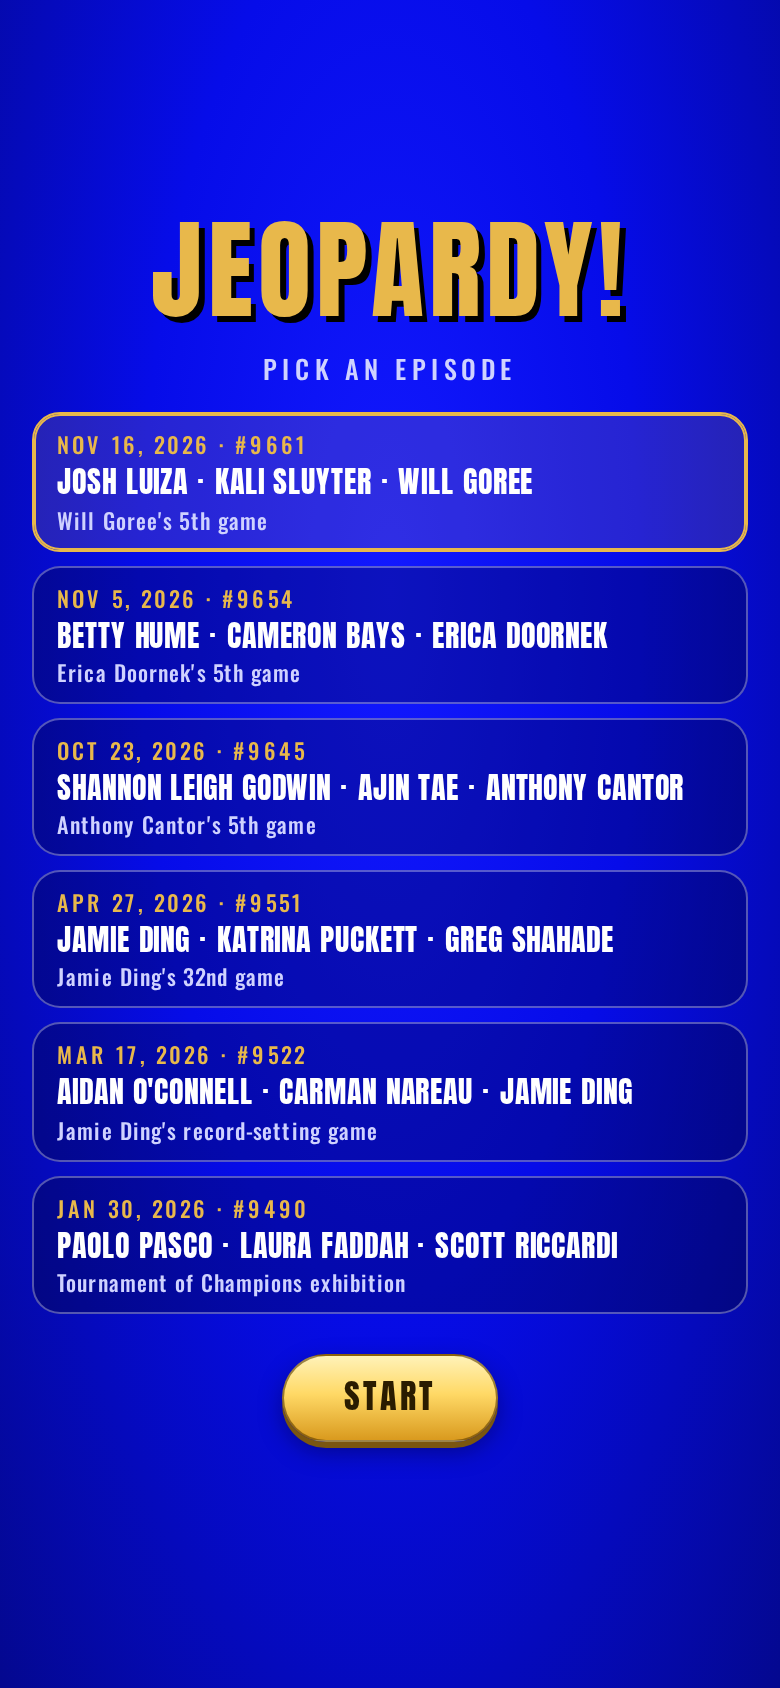 JEOPARDY!
PICK AN EPISODE
NOV 16, 2026 · #9661
JOSH LUIZA · KALI SLUYTER · WILL GOREE
Will Goree's 5th game
NOV 5, 2026 · #9654
BETTY HUME · CAMERON BAYS · ERICA DOORNEK
Erica Doornek's 5th game
OCT 23, 2026 · #9645
SHANNON LEIGH GODWIN · AJIN TAE · ANTHONY CANTOR
Anthony Cantor's 5th game
APR 27, 2026 · #9551
JAMIE DING · KATRINA PUCKETT · GREG SHAHADE
Jamie Ding's 32nd game
MAR 17, 2026 · #9522
AIDAN O'CONNELL · CARMAN NAREAU · JAMIE DING
Jamie Ding's record-setting game
JAN 30, 2026 · #9490
PAOLO PASCO · LAURA FADDAH · SCOTT RICCARDI
Tournament of Champions exhibition
START